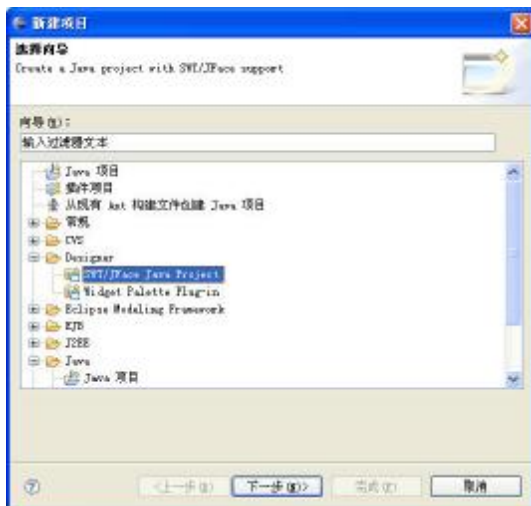 新建项目
选择向导
Create a Java project with SWT/JFace support
向导(W):
输入过滤器文本
Java 项目
插件项目
从现有 Ant 构建文件创建 Java 项目
常规
CVS
Designer
SWT/JFace Java Project
Widget Palette Plug-in
Eclipse Modeling Framework
EJB
J2EE
Java
Java 项目
<上一步(B) 下一步(N)> 完成(F) 取消